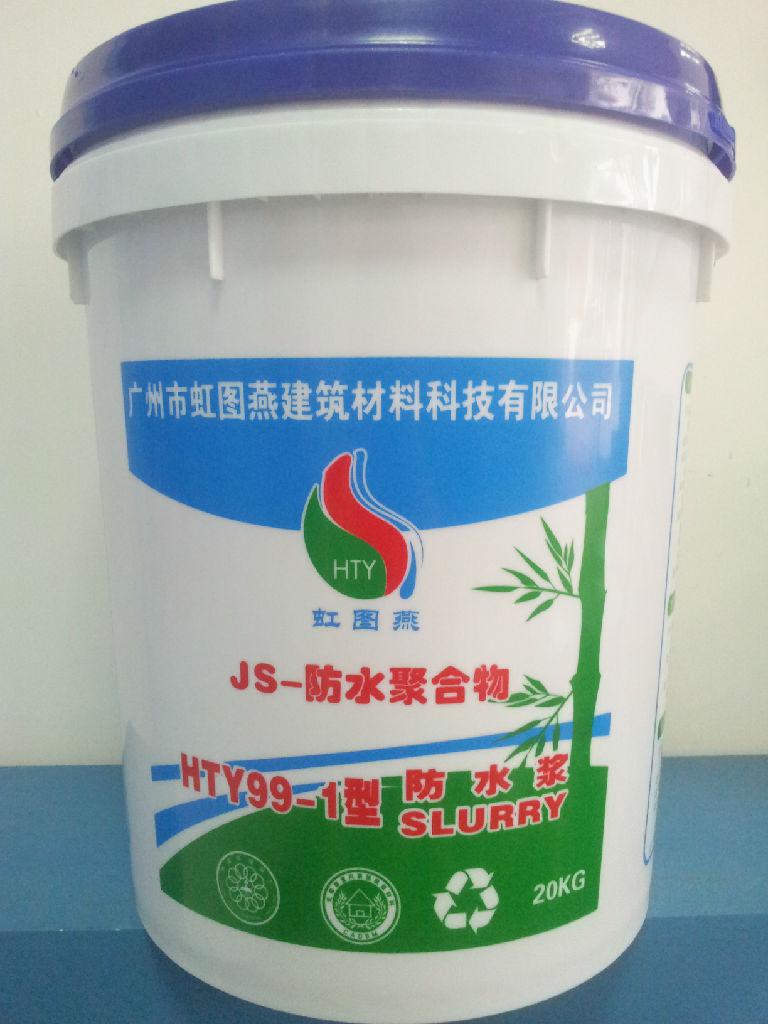 广州市虹图燕建筑材料科技有限公司
HTY
虹图燕
JS-防水聚合物
HTY99-1型 防水浆
SLURRY
20KG
CADEM